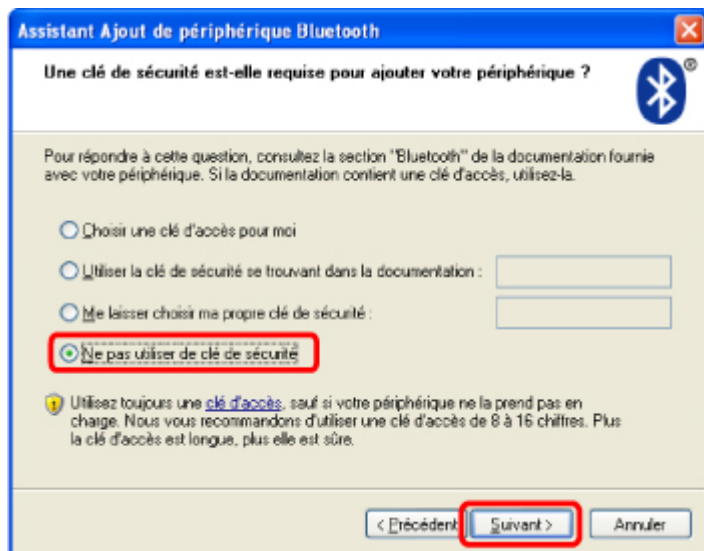 Assistant Ajout de périphérique Bluetooth
Une clé de sécurité est-elle requise pour ajouter votre périphérique ?
®
Pour répondre à cette question, consultez la section "Bluetooth" de la documentation fournie
avec votre périphérique. Si la documentation contient une clé d'accès, utilisez-la.
Choisir une clé d'accès pour moi
Utiliser la clé de sécurité se trouvant dans la documentation :
Me laisser choisir ma propre clé de sécurité :
Ne pas utiliser de clé de sécurité
Utilisez toujours une clé d'accès, sauf si votre périphérique ne la prend pas en
charge. Nous vous recommandons d'utiliser une clé d'accès de 8 à 16 chiffres. Plus
la clé d'accès est longue, plus elle est sûre.
< Précédent Suivant > Annuler